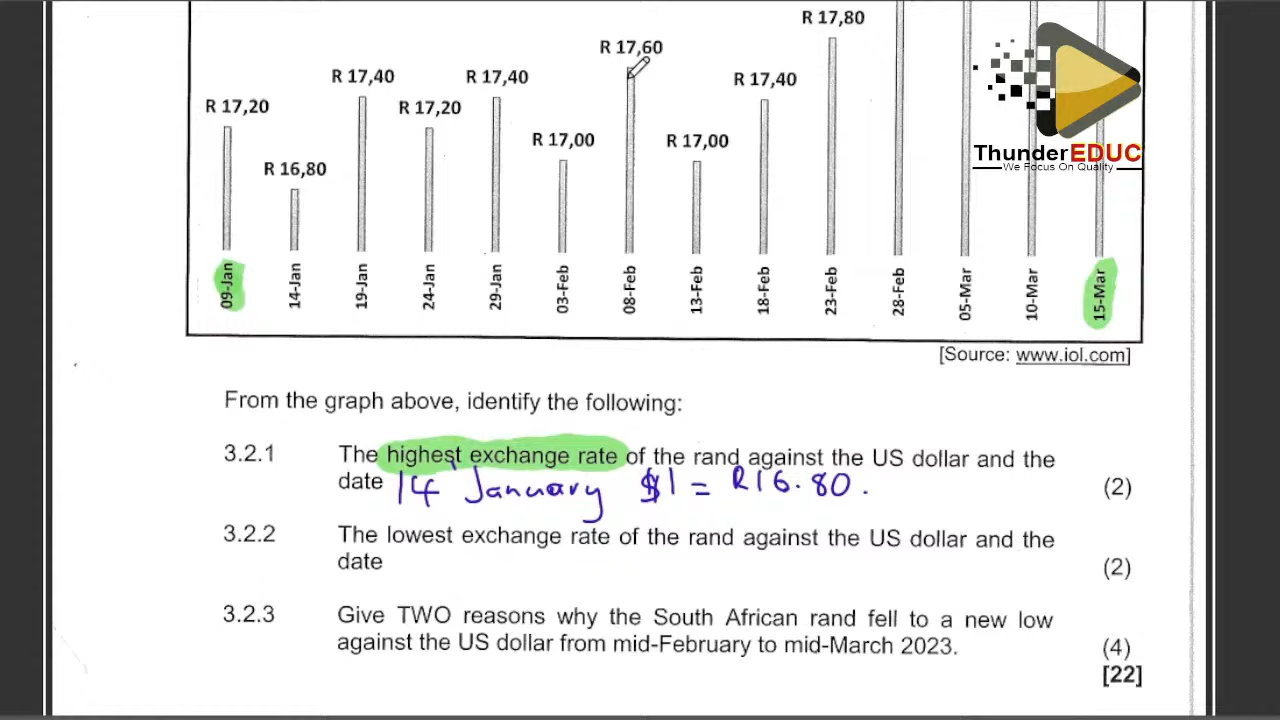 R 17,80
R 17,60
R 17,40
R 17,40
R 17,40
R 17,20
R 17,20
R 17,00
R 17,00
R 16,80
ThunderEDUC
We Focus On Quality
09-Jan
14-Jan
19-Jan
24-Jan
29-Jan
03-Feb
08-Feb
13-Feb
18-Feb
23-Feb
28-Feb
05-Mar
10-Mar
15-Mar
[Source: www.iol.com]
From the graph above, identify the following:
3.2.1 The highest exchange rate of the rand against the US dollar and the
date 14 January $1 = R16.80. (2)
3.2.2 The lowest exchange rate of the rand against the US dollar and the
date (2)
3.2.3 Give TWO reasons why the South African rand fell to a new low
against the US dollar from mid-February to mid-March 2023. (4)
[22]